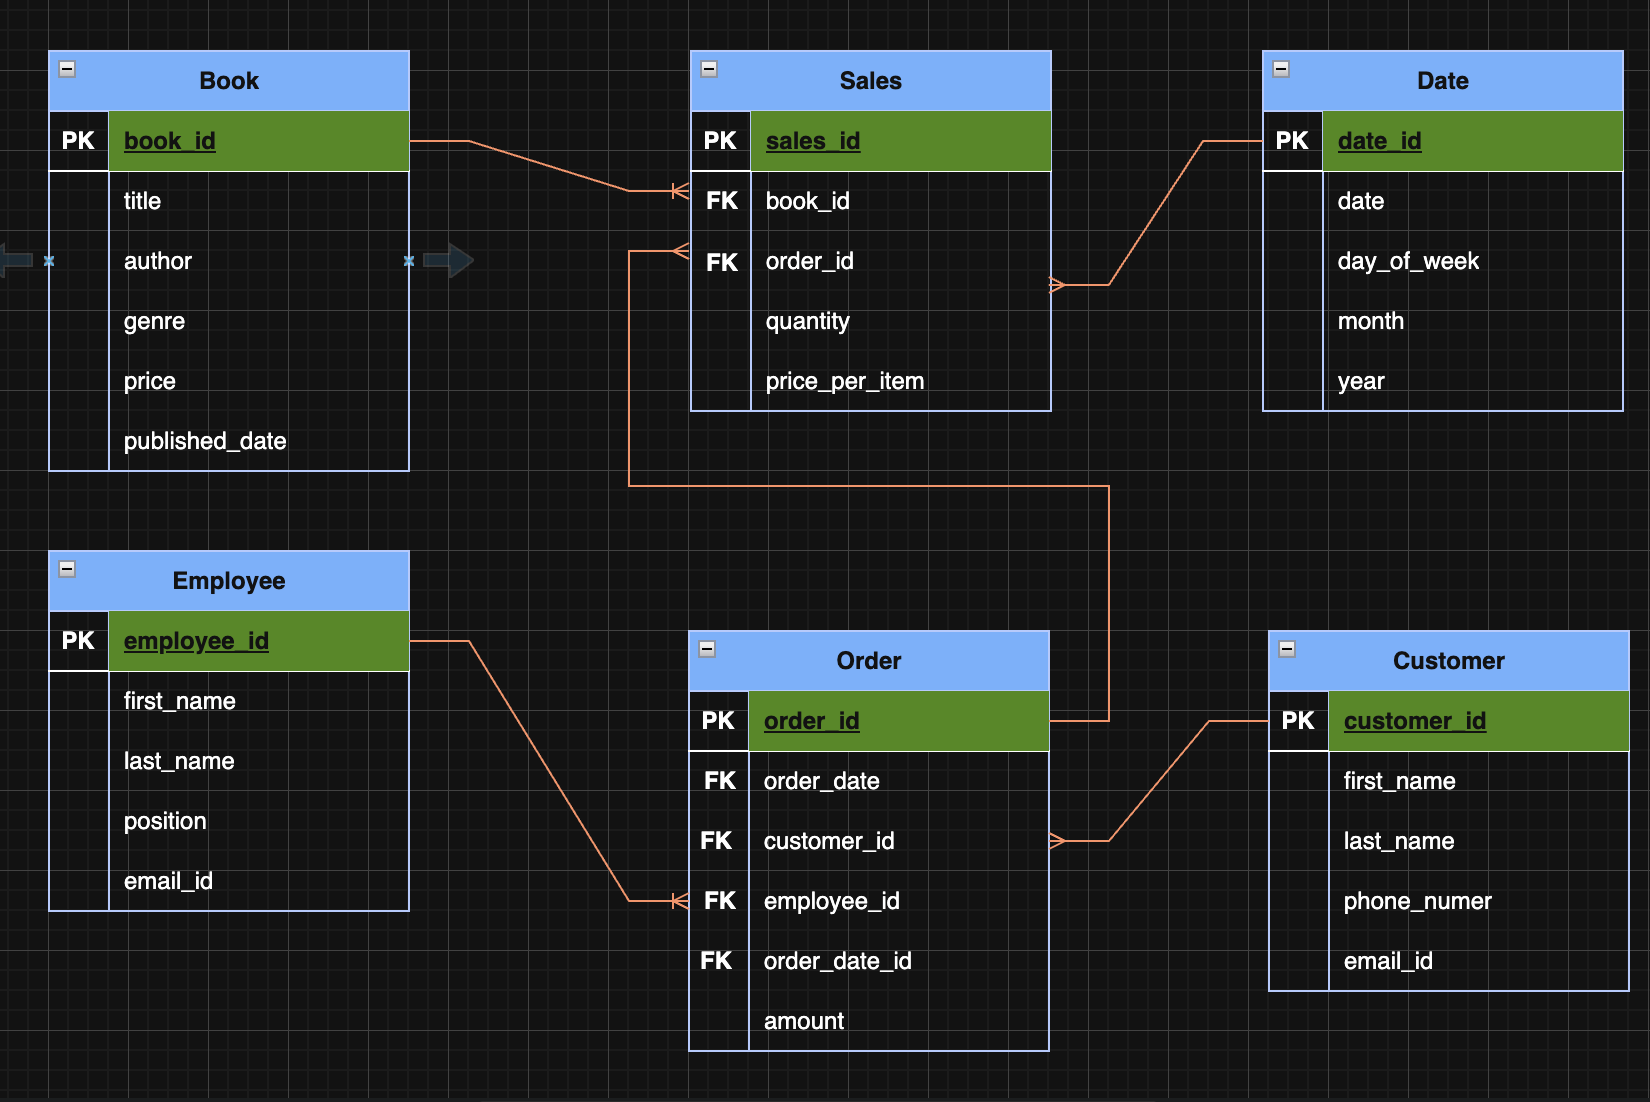 Book
PK book_id
title
author
genre
price
published_date
Sales
PK sales_id
FK book_id
FK order_id
quantity
price_per_item
Date
PK date_id
date
day_of_week
month
year
Employee
PK employee_id
first_name
last_name
position
email_id
Order
PK order_id
FK order_date
FK customer_id
FK employee_id
FK order_date_id
amount
Customer
PK customer_id
first_name
last_name
phone_numer
email_id